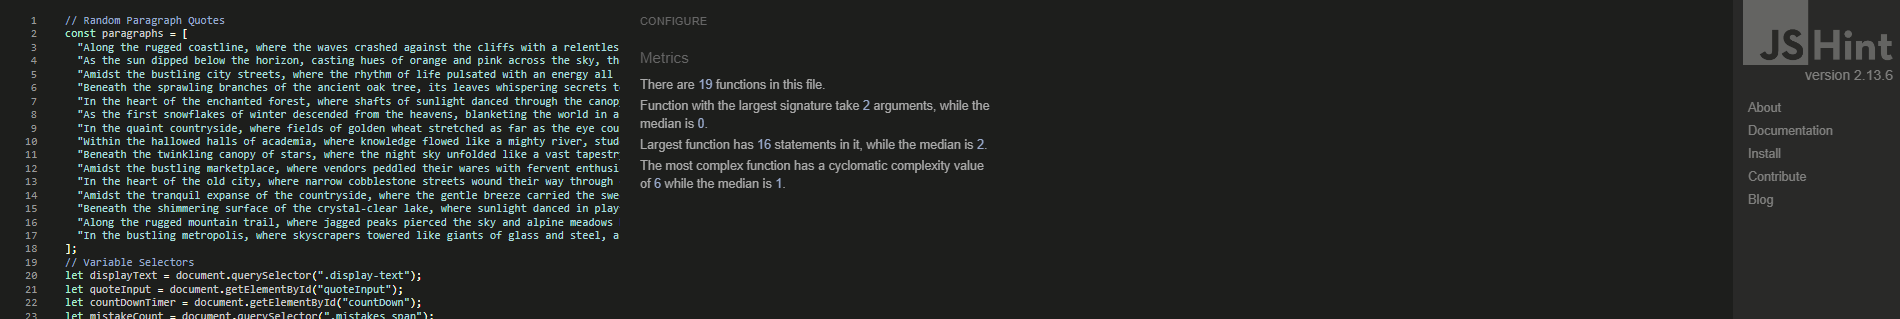 1 // Random Paragraph Quotes
2 const paragraphs = [
3 "Along the rugged coastline, where the waves crashed against the cliffs with a relentles
4 "As the sun dipped below the horizon, casting hues of orange and pink across the sky, th
5 "Amidst the bustling city streets, where the rhythm of life pulsated with an energy all
6 "Beneath the sprawling branches of the ancient oak tree, its leaves whispering secrets t
7 "In the heart of the enchanted forest, where shafts of sunlight danced through the canop
8 "As the first snowflakes of winter descended from the heavens, blanketing the world in a
9 "In the quaint countryside, where fields of golden wheat stretched as far as the eye cou
10 "Within the hallowed halls of academia, where knowledge flowed like a mighty river, stud
11 "Beneath the twinkling canopy of stars, where the night sky unfolded like a vast tapestr
12 "Amidst the bustling marketplace, where vendors peddled their wares with fervent enthusi
13 "In the heart of the old city, where narrow cobblestone streets wound their way through
14 "Amidst the tranquil expanse of the countryside, where the gentle breeze carried the swe
15 "Beneath the shimmering surface of the crystal-clear lake, where sunlight danced in play
16 "Along the rugged mountain trail, where jagged peaks pierced the sky and alpine meadows
17 "In the bustling metropolis, where skyscrapers towered like giants of glass and steel, a
18 ];
19 // Variable Selectors
20 let displayText = document.querySelector(".display-text");
21 let quoteInput = document.getElementById("quoteInput");
22 let countDownTimer = document.getElementById("countDown");
23 let mistakeCount = document.querySelector(".mistakes span");
CONFIGURE
Metrics
There are 19 functions in this file.
Function with the largest signature take 2 arguments, while the
median is 0.
Largest function has 16 statements in it, while the median is 2.
The most complex function has a cyclomatic complexity value
of 6 while the median is 1.
JSHint
version 2.13.6
About
Documentation
Install
Contribute
Blog